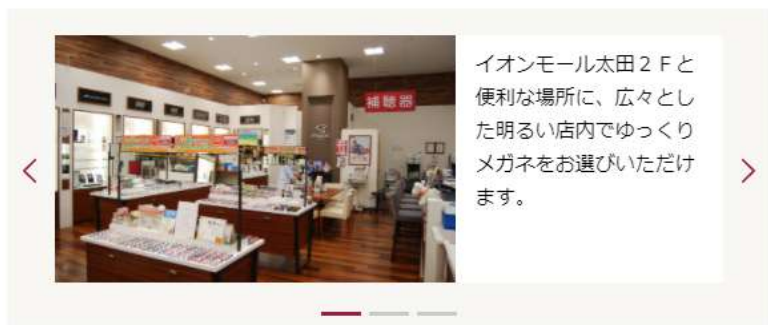 補聴器
イオンモール太田２Ｆと
便利な場所に、広々とし
た明るい店内でゆっくり
メガネをお選びいただけ
ます。